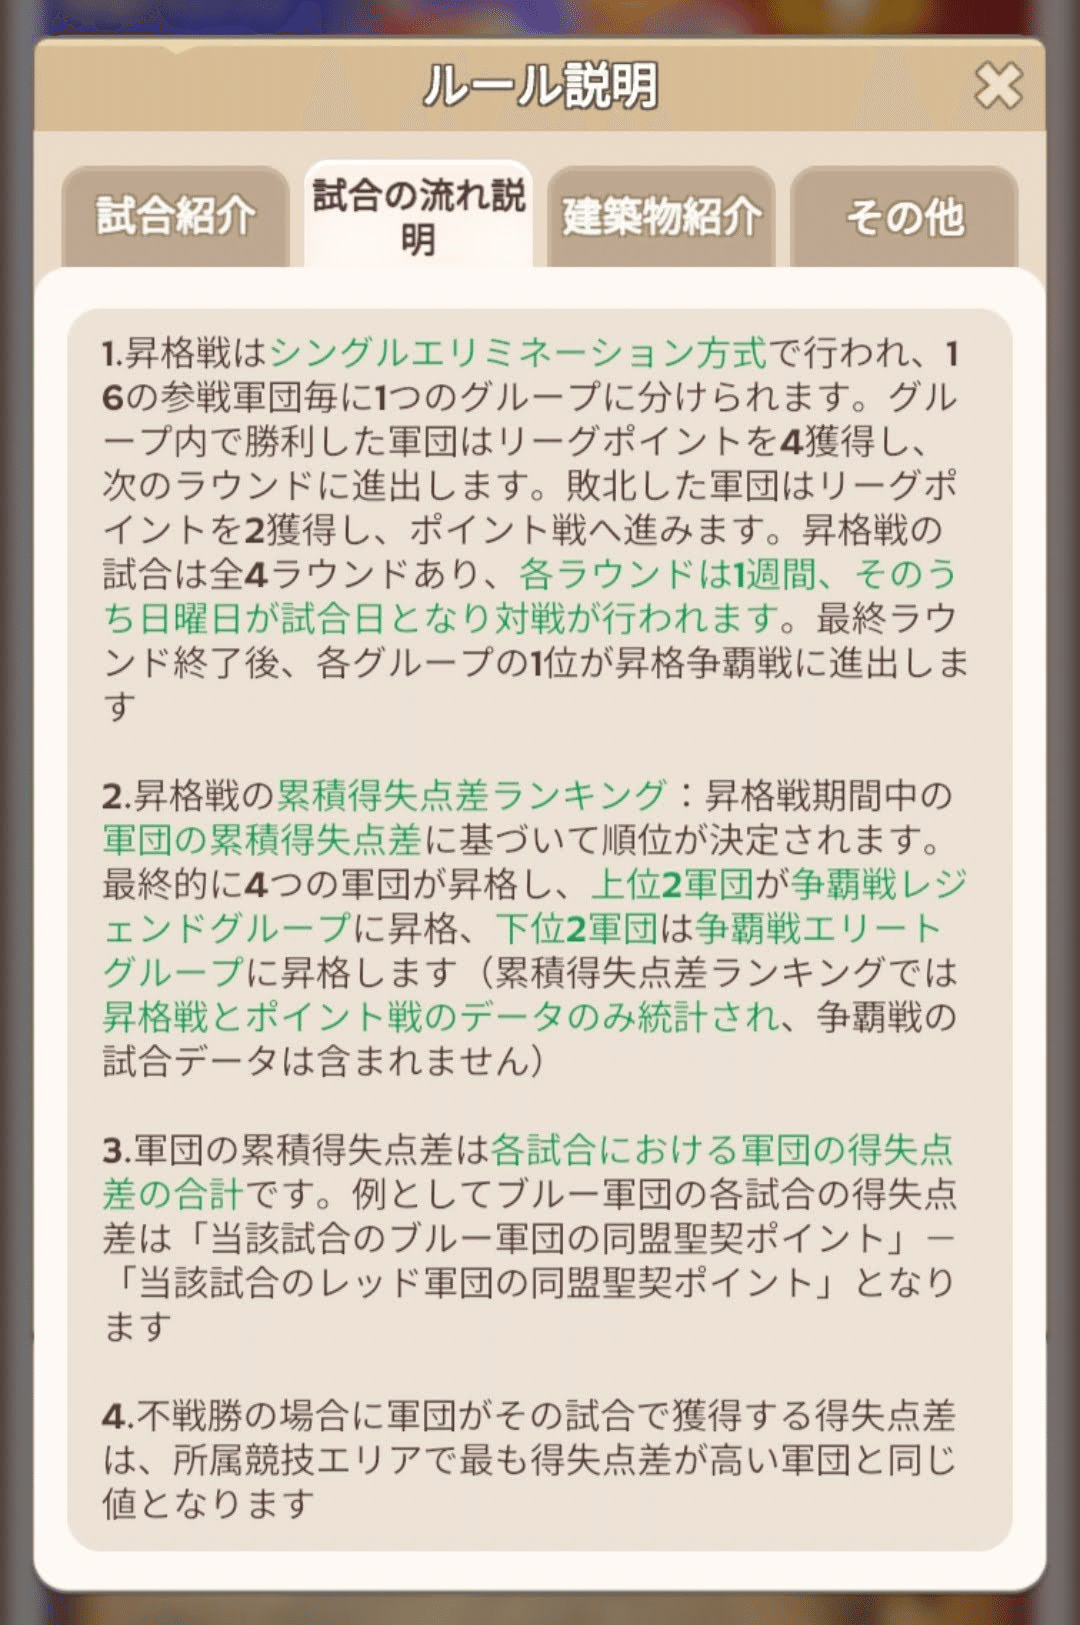 ルール説明
試合紹介
試合の流れ説
明
建築物紹介
その他
1.昇格戦はシングルエリミネーション方式で行われ、1
6の参戦軍団毎に1つのグループに分けられます。グル
ープ内で勝利した軍団はリーグポイントを4獲得し、
次のラウンドに進出します。敗北した軍団はリーグポ
イントを2獲得し、ポイント戦へ進みます。昇格戦の
試合は全4ラウンドあり、各ラウンドは1週間、そのう
ち日曜日が試合日となり対戦が行われます。最終ラウ
ンド終了後、各グループの1位が昇格争覇戦に進出しま
す
2.昇格戦の累積得失点差ランキング：昇格戦期間中の
軍団の累積得失点差に基づいて順位が決定されます。
最終的に4つの軍団が昇格し、上位2軍団が争覇戦レジ
ェンドグループに昇格、下位2軍団は争覇戦エリート
グループに昇格します（累積得失点差ランキングでは
昇格戦とポイント戦のデータのみ統計され、争覇戦の
試合データは含まれません）
3.軍団の累積得失点差は各試合における軍団の得失点
差の合計です。例としてブルー軍団の各試合の得失点
差は「当該試合のブルー軍団の同盟聖契ポイント」－
「当該試合のレッド軍団の同盟聖契ポイント」となり
ます
4.不戦勝の場合に軍団がその試合で獲得する得失点差
は、所属競技エリアで最も得失点差が高い軍団と同じ
値となります